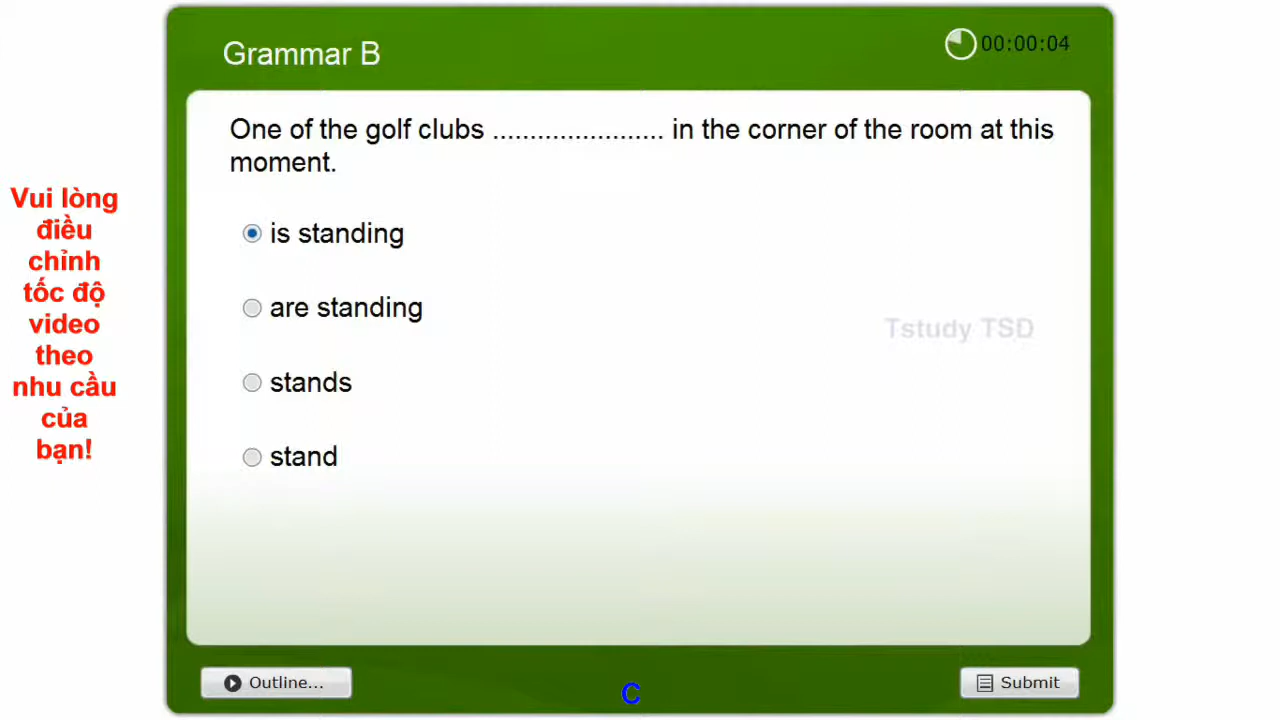 Grammar B
00:00:04
One of the golf clubs ....................... in the corner of the room at this
moment.
is standing
are standing
stands
stand
Vui lòng
điều
chỉnh
tốc độ
video
theo
nhu cầu
của
bạn!
Tstudy TSD
Outline...
C
Submit